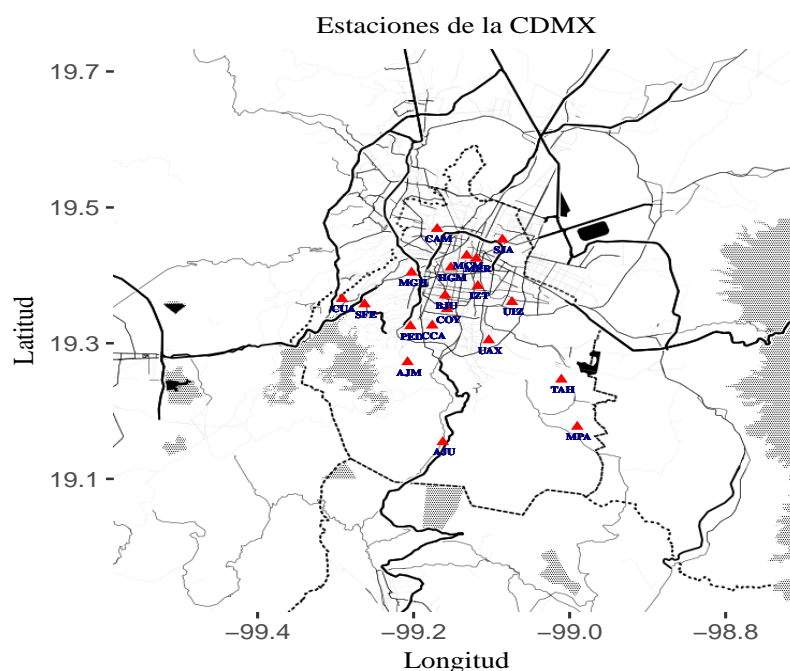 Estaciones de la CDMX
19.7
19.5
19.3
19.1
Latitud
CAM
SJA
MCM
MER
HGM
MGH
IZT
CUA
SFE
BJU
UIZ
COY
PED
CCA
UAX
AJM
TAH
MPA
AJU
−99.4
−99.2
−99.0
−98.8
Longitud